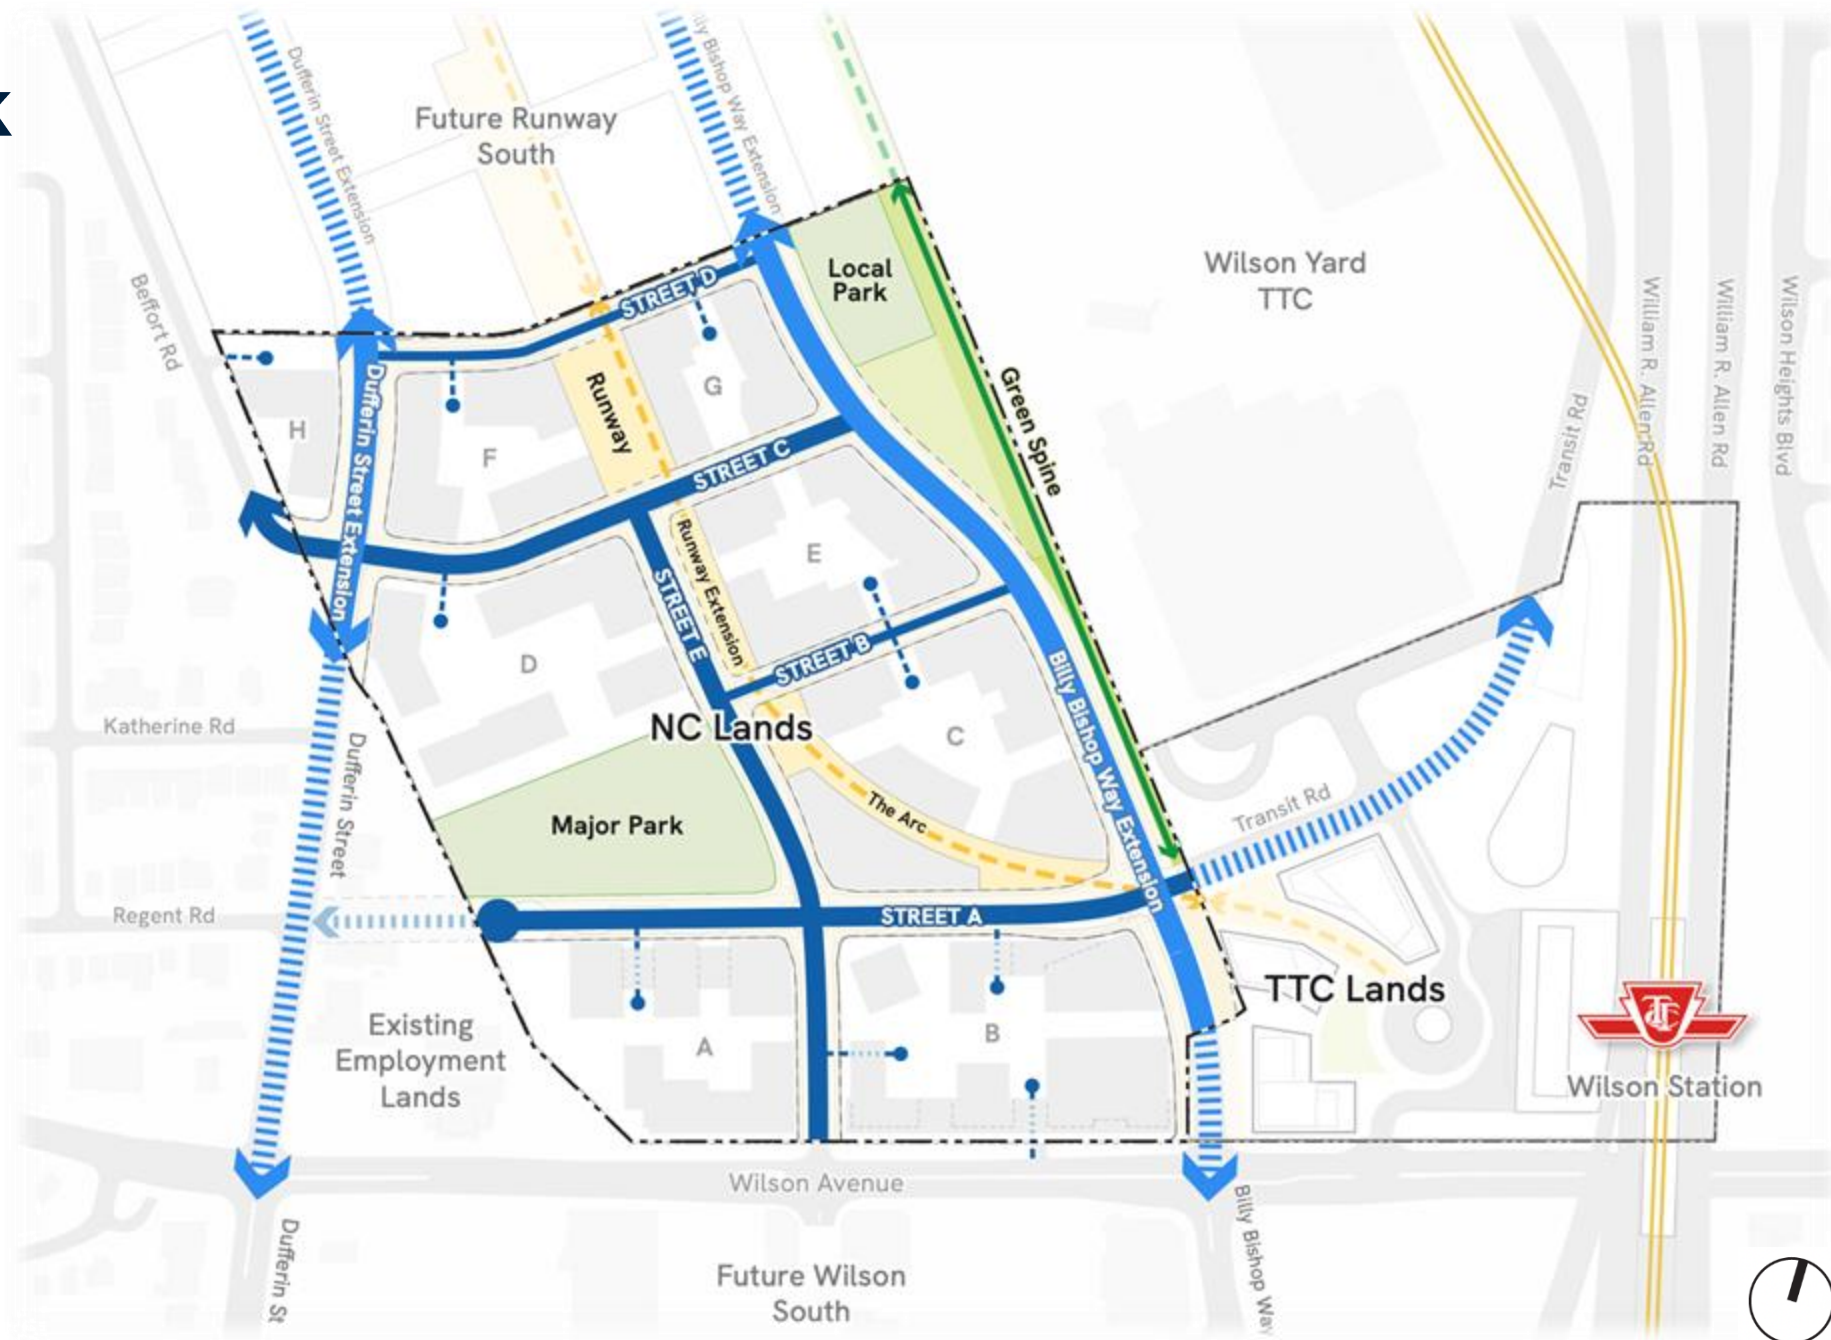 Dufferin Street Extension
Billy Bishop Way Extension
Future Runway
South
Beffort Rd
STREET D
Local
Park
Wilson Yard
TTC
William R. Allen Rd
William R. Allen Rd
Wilson Heights Blvd
Transit Rd
Green Spine
Runway
G
H
F
Dufferin Street Extension
STREET C
E
Runway Extension
STREET E
STREET B
D
NC Lands
C
Billy Bishop Way Extension
Katherine Rd
Dufferin Street
Major Park
The Arc
Transit Rd
Regent Rd
STREET A
TTC Lands
Existing
Employment
Lands
A
B
TTC
Wilson Station
Wilson Avenue
Dufferin St
Billy Bishop Way
Future Wilson
South